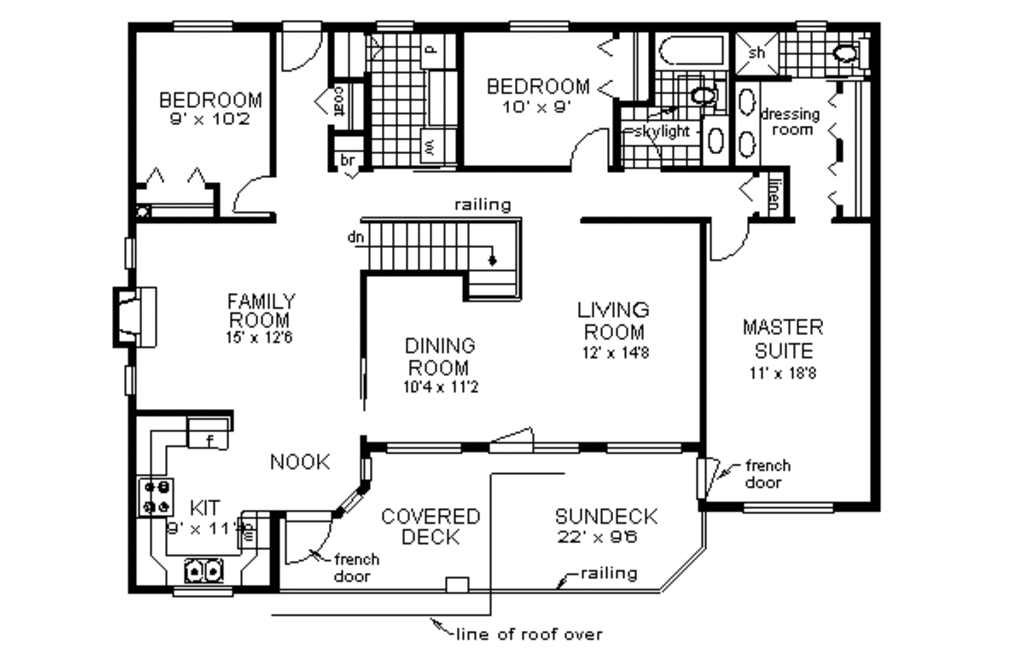 BEDROOM
9' x 10'2
coat
br
P
W
BEDROOM
10' x 9'
skylight
sh
dressing
room
linen
railing
dn
FAMILY
ROOM
15' x 12'6
DINING
ROOM
10'4 x 11'2
LIVING
ROOM
12' x 14'8
MASTER
SUITE
11' x 18'8
f
NOOK
KIT
9' x 11'4
dw
french
door
COVERED
DECK
SUNDECK
22' x 9'6
french
door
railing
line of roof over